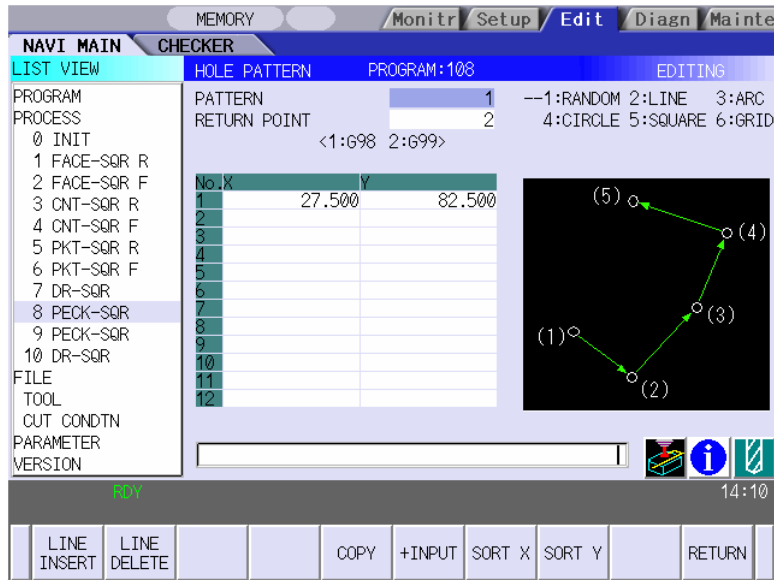 MEMORY Monitr Setup Edit Diagn Mainte
NAVI MAIN CHECKER
LIST VIEW
HOLE PATTERN PROGRAM:108 EDITING
PROGRAM
PROCESS
0 INIT
1 FACE-SQR R
2 FACE-SQR F
3 CNT-SQR R
4 CNT-SQR F
5 PKT-SQR R
6 PKT-SQR F
7 DR-SQR
8 PECK-SQR
9 PECK-SQR
10 DR-SQR
FILE
TOOL
CUT CONDTN
PARAMETER
VERSION
PATTERN 1 --1:RANDOM 2:LINE 3:ARC
RETURN POINT 2 4:CIRCLE 5:SQUARE 6:GRID
<1:G98 2:G99>
No. X Y
1 27.500 82.500
2
3
4
5
6
7
8
9
10
11
12
(5)
(4)
(3)
(1)
(2)
RDY 14:10
LINE INSERT
LINE DELETE
COPY
+INPUT
SORT X
SORT Y
RETURN